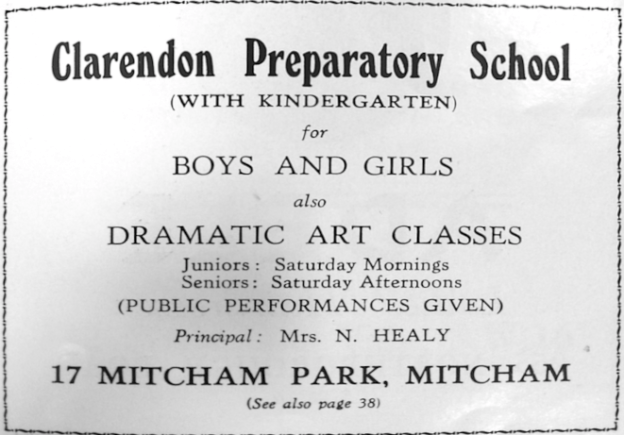 Clarendon Preparatory School
(WITH KINDERGARTEN)
for
BOYS AND GIRLS
also
DRAMATIC ART CLASSES
Juniors : Saturday Mornings
Seniors : Saturday Afternoons
(PUBLIC PERFORMANCES GIVEN)
Principal : Mrs. N. HEALY
17 MITCHAM PARK, MITCHAM
(See also page 38)